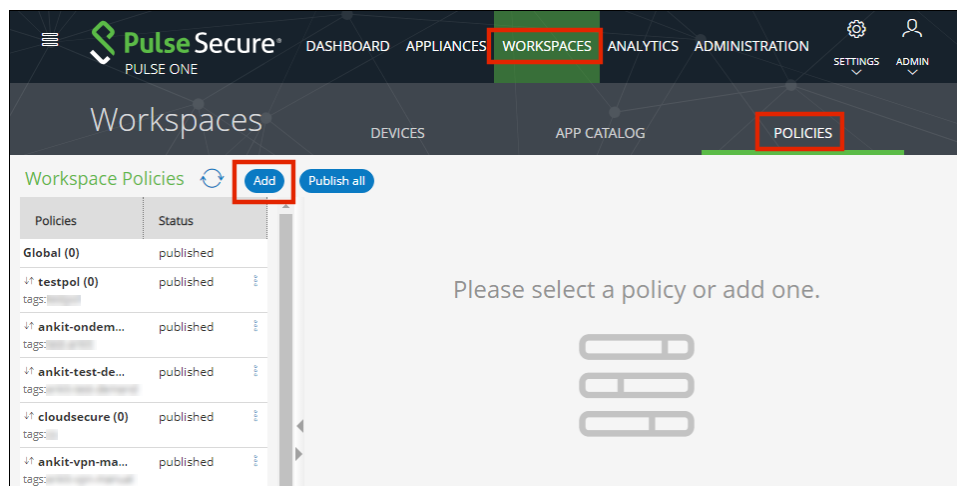 Pulse Secure®
PULSE ONE
DASHBOARD APPLIANCES WORKSPACES ANALYTICS ADMINISTRATION
SETTINGS ADMIN
Workspaces DEVICES APP CATALOG POLICIES
Workspace Policies Add Publish all
Policies Status
Global (0) published
testpol (0) published
tags:
ankit-ondem... published
tags:
ankit-test-de... published
tags:
cloudsecure (0) published
tags:
ankit-vpn-ma... published
tags:
Please select a policy or add one.